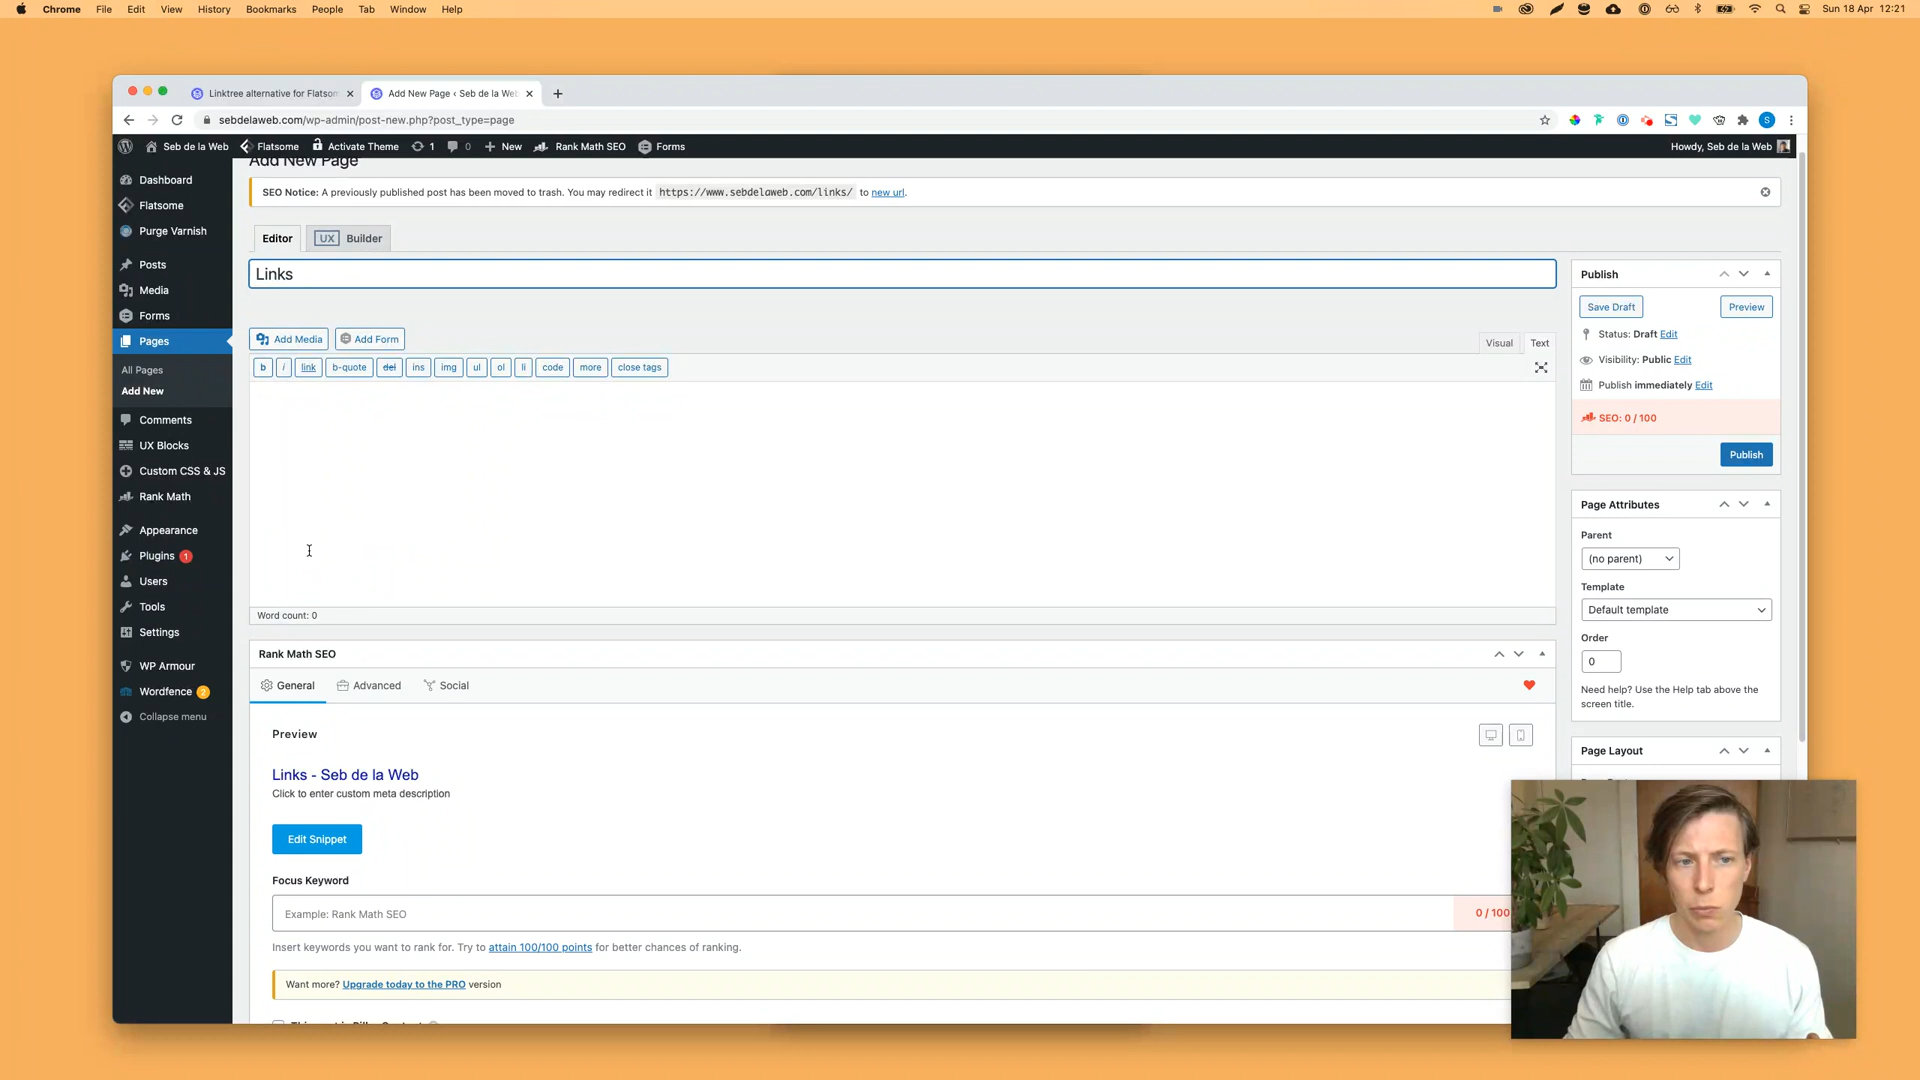 Chrome File Edit View History Bookmarks People Tab Window Help
Sun 18 Apr 12:21
Linktree alternative for Flatsom
Add New Page ‹ Seb de la Web
sebdelaweb.com/wp-admin/post-new.php?post_type=page
Seb de la Web Flatsome Activate Theme 1 0 New Rank Math SEO Forms
Howdy, Seb de la Web
Dashboard
Flatsome
Purge Varnish
Posts
Media
Forms
Pages
All Pages
Add New
Comments
UX Blocks
Custom CSS & JS
Rank Math
Appearance
Plugins 1
Users
Tools
Settings
WP Armour
Wordfence 2
Collapse menu
Add New Page
SEO Notice: A previously published post has been moved to trash. You may redirect it https://www.sebdelaweb.com/links/ to new url.
Editor UX Builder
Links
Add Media Add Form
Visual Text
b i link b-quote del ins img ul ol li code more close tags
Word count: 0
Rank Math SEO
General Advanced Social
Preview
Links - Seb de la Web
Click to enter custom meta description
Edit Snippet
Focus Keyword
Example: Rank Math SEO
0 / 100
Insert keywords you want to rank for. Try to attain 100/100 points for better chances of ranking.
Want more? Upgrade today to the PRO version
Publish
Save Draft Preview
Status: Draft Edit
Visibility: Public Edit
Publish immediately Edit
SEO: 0 / 100
Publish
Page Attributes
Parent
(no parent)
Template
Default template
Order
0
Need help? Use the Help tab above the
screen title.
Page Layout